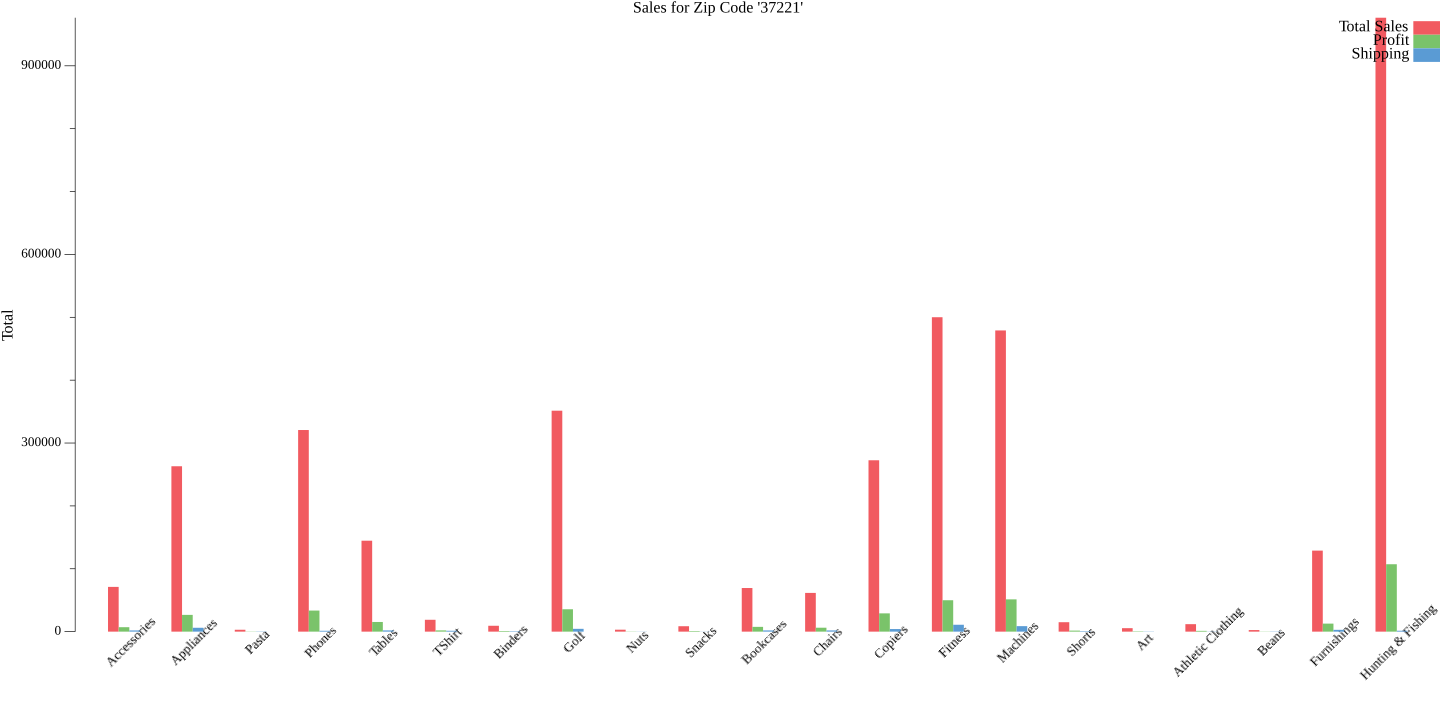 Sales for Zip Code '37221'
Total Sales
Profit
Shipping
900000
600000
300000
0
Total
Accessories
Appliances
Pasta
Phones
Tables
TShirt
Binders
Golf
Nuts
Snacks
Bookcases
Chairs
Copiers
Fitness
Machines
Shorts
Art
Athletic Clothing
Beans
Furnishings
Hunting & Fishing